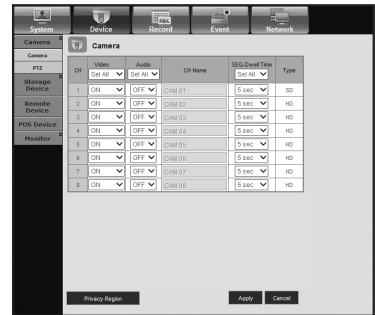 System Device Record Event Network
REC
Camera
Camera
PTZ
Storage Device
Remote Device
POS Device
Monitor
Camera
CH Video Audio CH Name SEQ-Dwell Time Type
Sel All Sel All Sel All
1 ON OFF CAM 01 5 sec SD
2 ON OFF CAM 02 5 sec HD
3 ON OFF CAM 03 5 sec HD
4 ON OFF CAM 04 5 sec HD
5 ON OFF CAM 05 5 sec HD
6 ON OFF CAM 06 5 sec HD
7 ON OFF CAM 07 5 sec HD
8 ON OFF CAM 08 5 sec HD
Privacy Region Apply Cancel